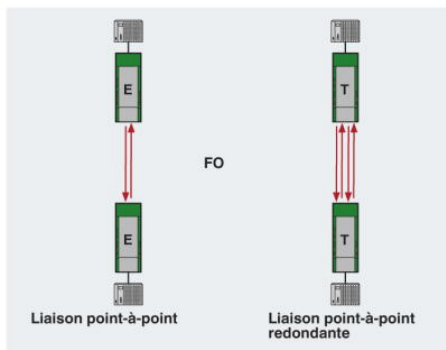 E
T
FO
E
T
Liaison point-à-point
Liaison point-à-point
redondante